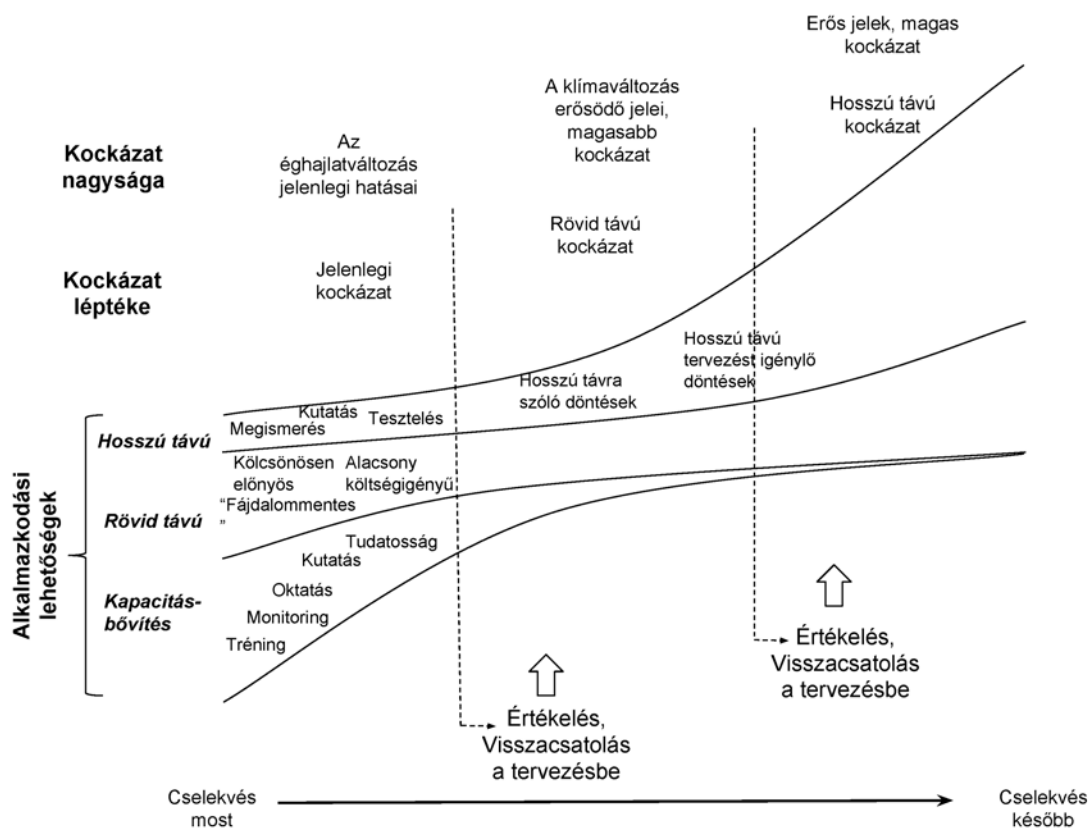 Erős jelek, magas
kockázat
A klímaváltozás
erősödő jelei,
magasabb
kockázat
Hosszú távú
kockázat
Az
éghajlatváltozás
jelenlegi hatásai
Kockázat
nagysága
Rövid távú
kockázat
Jelenlegi
kockázat
Kockázat
léptéke
Hosszú távú
tervezést igénylő
döntések
Hosszú távra
szóló döntések
Kutatás
Tesztelés
Megismerés
Hosszú távú
Kölcsönösen
előnyös
Alacsony
költségigényű
“Fájdalommentes
”
Rövid távú
Alkalmazkodási
lehetőségek
Tudatosság
Kutatás
Oktatás
Kapacitás-
bővítés
Monitoring
Tréning
Értékelés,
Visszacsatolás
a tervezésbe
Értékelés,
Visszacsatolás
a tervezésbe
Cselekvés
most
Cselekvés
később